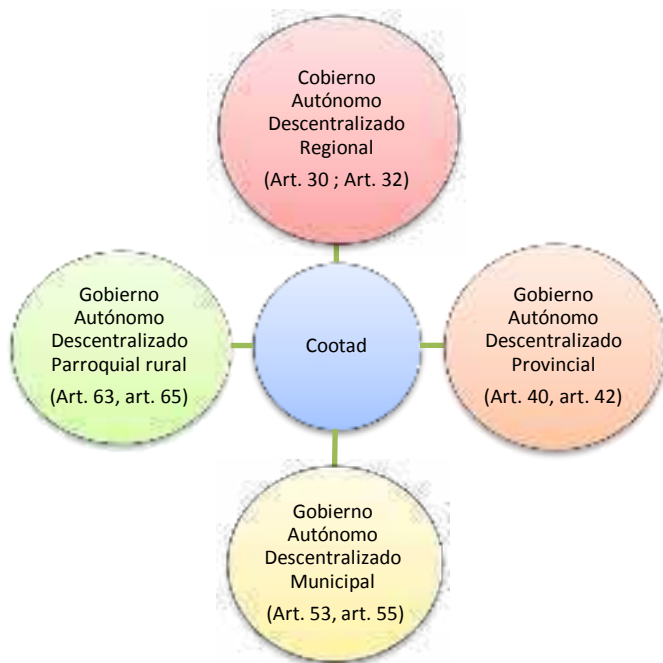 Cobierno
Autónomo
Descentralizado
Regional
(Art. 30 ; Art. 32)
Gobierno
Autónomo
Descentralizado
Parroquial rural
(Art. 63, art. 65)
Cootad
Gobierno
Autónomo
Descentralizado
Provincial
(Art. 40, art. 42)
Gobierno
Autónomo
Descentralizado
Municipal
(Art. 53, art. 55)